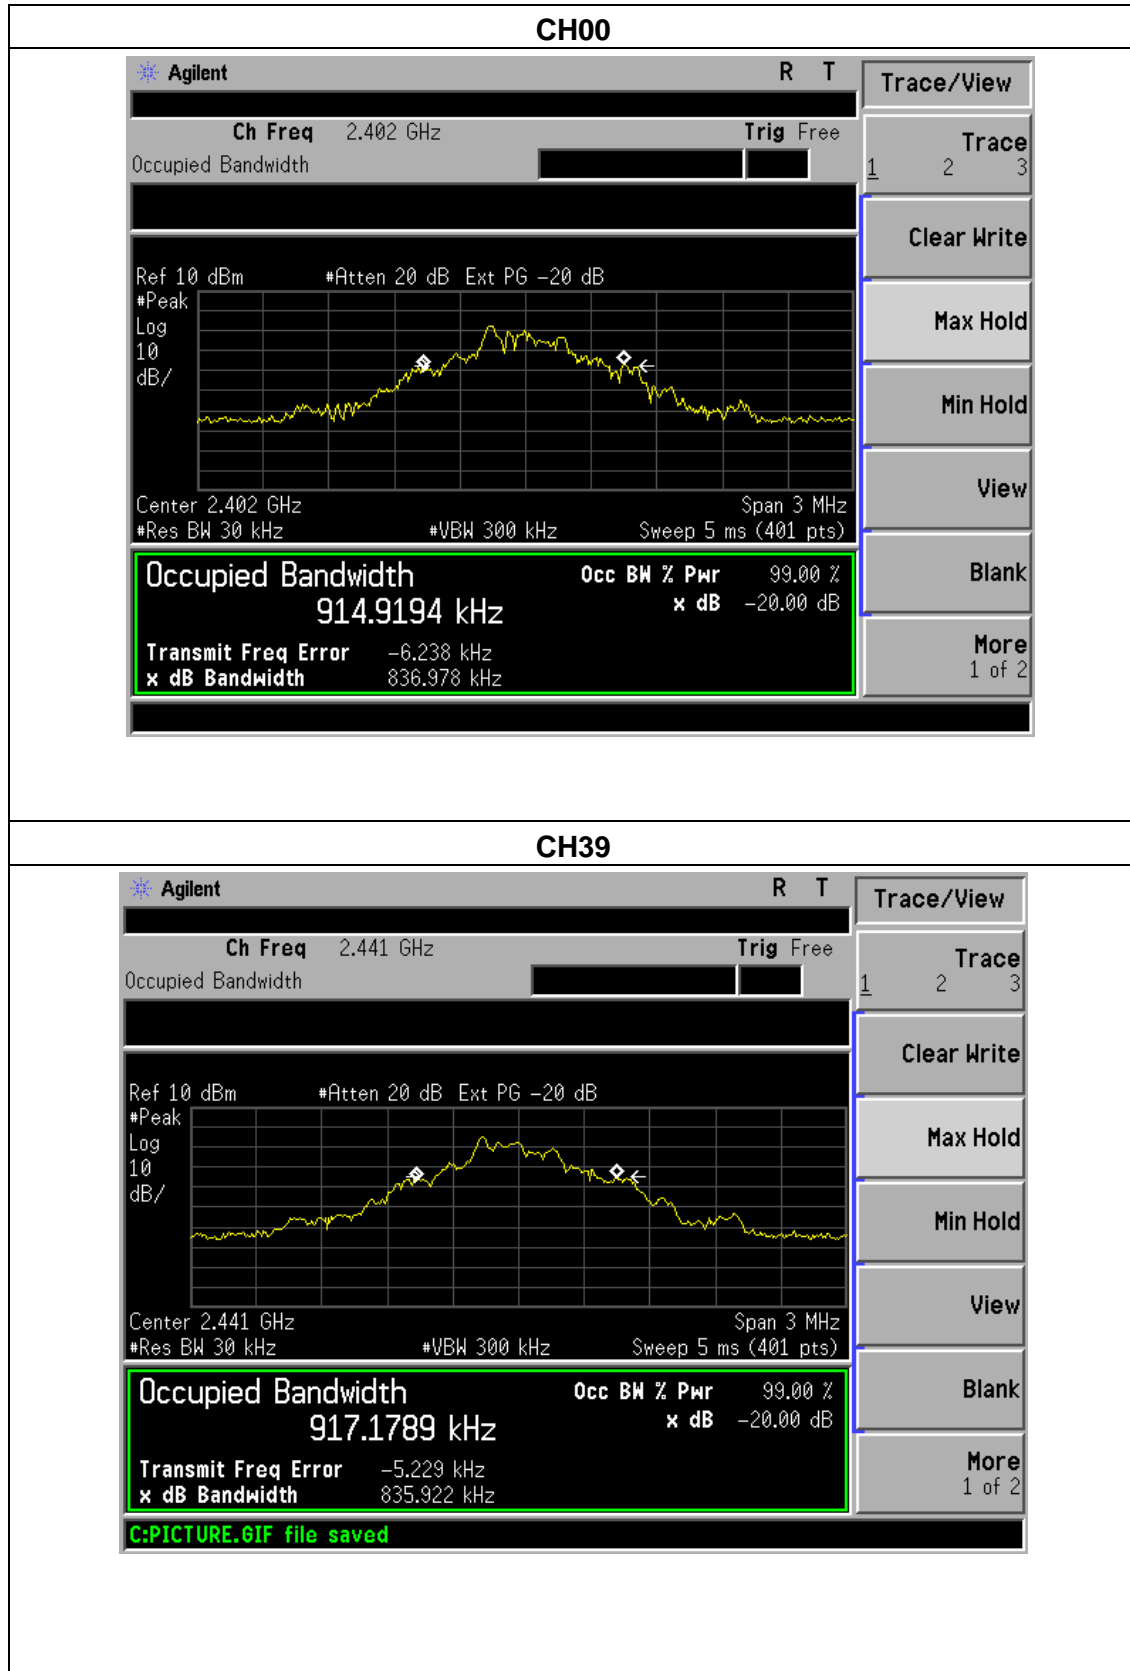 CH00
Agilent R T
Trace/View
Ch Freq 2.402 GHz Trig Free
Occupied Bandwidth
Trace
1 2 3
Clear Write
Ref 10 dBm #Atten 20 dB Ext PG -20 dB
#Peak
Log
10
dB/
Max Hold
Min Hold
View
Center 2.402 GHz Span 3 MHz
#Res BW 30 kHz #VBW 300 kHz Sweep 5 ms (401 pts)
Occupied Bandwidth Occ BW % Pwr 99.00 %
914.9194 kHz x dB -20.00 dB
Blank
Transmit Freq Error -6.238 kHz
x dB Bandwidth 836.978 kHz
More
1 of 2
CH39
Agilent R T
Trace/View
Ch Freq 2.441 GHz Trig Free
Occupied Bandwidth
Trace
1 2 3
Clear Write
Ref 10 dBm #Atten 20 dB Ext PG -20 dB
#Peak
Log
10
dB/
Max Hold
Min Hold
View
Center 2.441 GHz Span 3 MHz
#Res BW 30 kHz #VBW 300 kHz Sweep 5 ms (401 pts)
Occupied Bandwidth Occ BW % Pwr 99.00 %
917.1789 kHz x dB -20.00 dB
Blank
Transmit Freq Error -5.229 kHz
x dB Bandwidth 835.922 kHz
More
1 of 2
C:PICTURE.GIF file saved